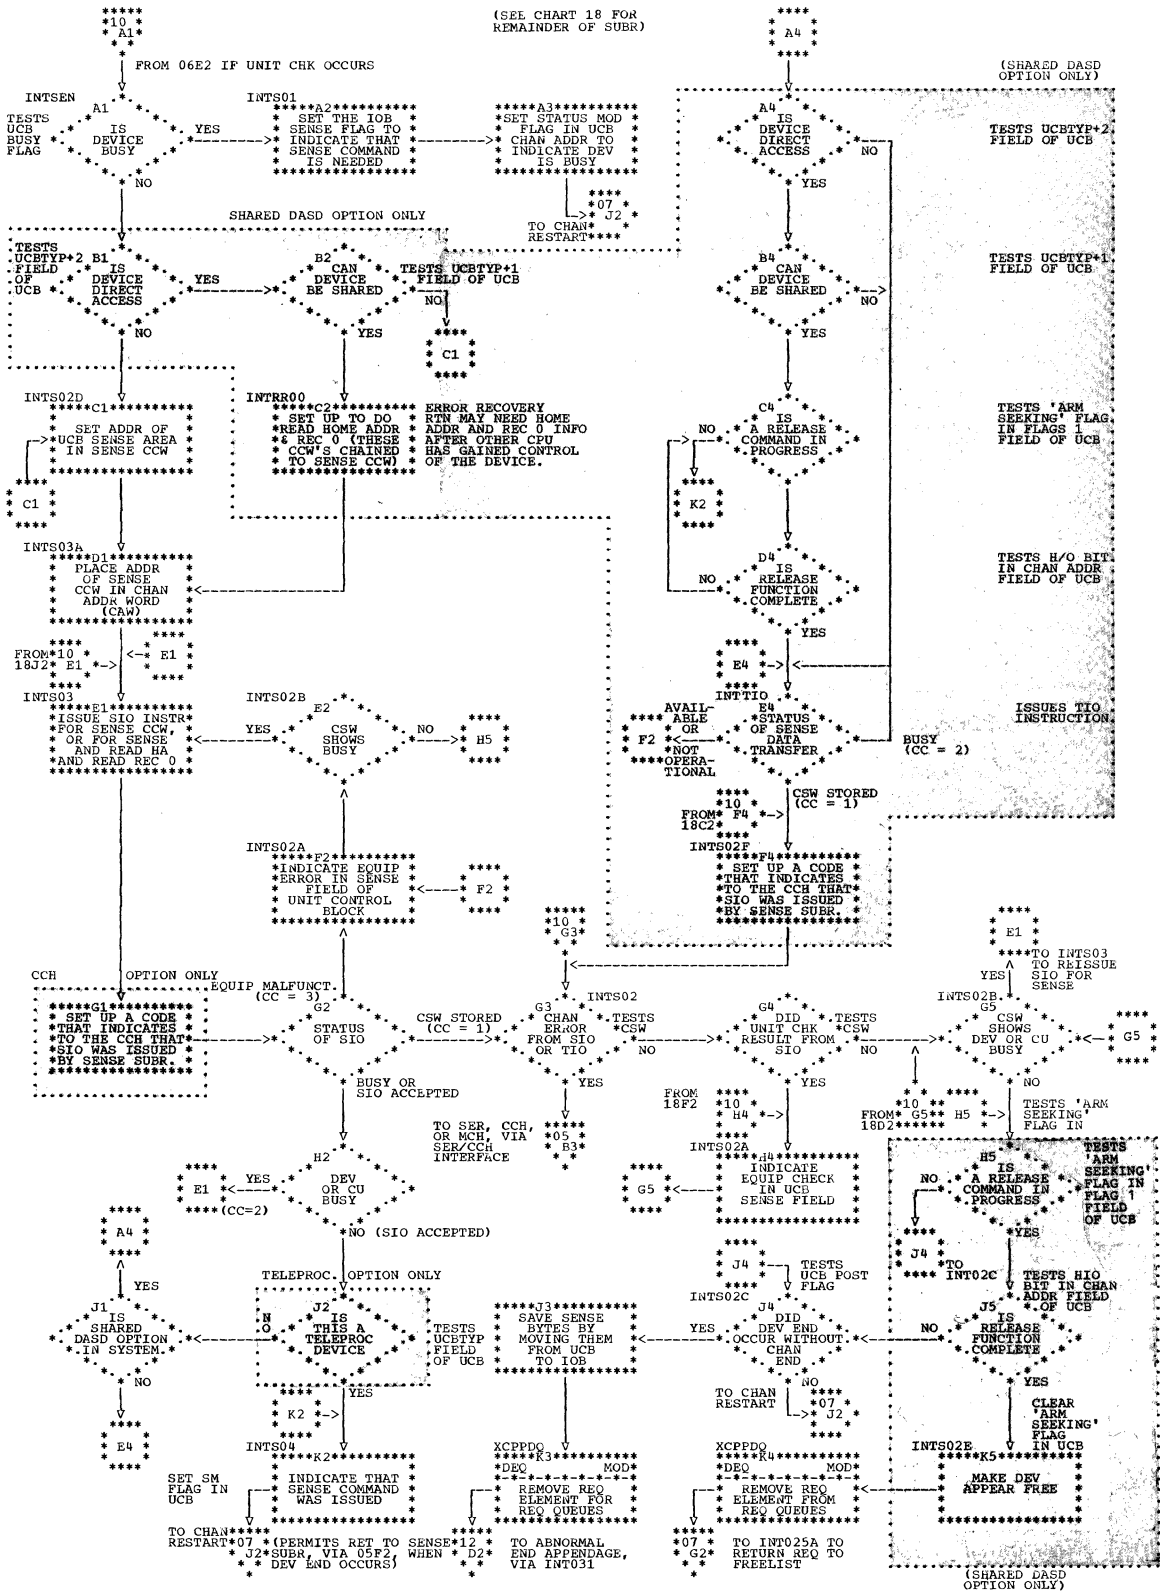 (SEE CHART 18 FOR
REMAINDER OF SUBR)
10
A1
A4
FROM 06E2 IF UNIT CHK OCCURS
(SHARED DASD
OPTION ONLY)
INTSEN
TESTS
UCB
BUSY
FLAG
A1
IS
DEVICE
BUSY
YES
NO
INTS01
A2
SET THE IOB
SENSE FLAG TO
INDICATE THAT
SENSE COMMAND
IS NEEDED
A3
SET STATUS MOD
FLAG IN UCB
CHAN ADDR TO
INDICATE DEV
IS BUSY
07
J2
TO CHAN
RESTART
A4
IS
DEVICE
DIRECT
ACCESS
NO
YES
TESTS UCBTYP+2
FIELD OF UCB
SHARED DASD OPTION ONLY
TESTS
UCBTYP+2
FIELD
OF
UCB
B1
IS
DEVICE
DIRECT
ACCESS
YES
NO
B2
CAN
DEVICE
BE SHARED
TESTS UCBTYP+1
FIELD OF UCB
NO
YES
C1
B4
CAN
DEVICE
BE SHARED
NO
YES
TESTS UCBTYP+1
FIELD OF UCB
INTS02D
C1
SET ADDR OF
UCB SENSE AREA
IN SENSE CCW
C1
INTRR00
C2
SET UP TO DO
READ HOME ADDR
& REC 0 (THESE
CCW'S CHAINED
TO SENSE CCW)
ERROR RECOVERY
RTN MAY NEED HOME
ADDR AND REC 0 INFO
AFTER OTHER CPU
HAS GAINED CONTROL
OF THE DEVICE.
C4
IS
A RELEASE
COMMAND IN
PROGRESS
NO
YES
K2
TESTS 'ARM
SEEKING' FLAG
IN FLAGS 1
FIELD OF UCB
INTS03A
D1
PLACE ADDR
OF SENSE
CCW IN CHAN
ADDR WORD
(CAW)
D4
IS
RELEASE
FUNCTION
COMPLETE
NO
YES
TESTS H/O BIT
IN CHAN ADDR
FIELD OF UCB
FROM
18J2
10
E1
E1
E4
INTS03
E1
ISSUE SIO INSTR
FOR SENSE CCW,
OR FOR SENSE
AND READ HA
AND READ REC 0
INTS02B
E2
CSW
SHOWS
BUSY
YES
NO
H5
INTTIO
E4
STATUS
OF SENSE
DATA
TRANSFER
AVAIL-
ABLE
OR
NOT
OPERA-
TIONAL
F2
BUSY
(CC = 2)
ISSUES TIO
INSTRUCTION
CSW STORED
(CC = 1)
FROM
18C2
10
F4
INTS02A
F2
INDICATE EQUIP
ERROR IN SENSE
FIELD OF
UNIT CONTROL
BLOCK
F2
INTS02F
F4
SET UP A CODE
THAT INDICATES
TO THE CCH THAT
SIO WAS ISSUED
BY SENSE SUBR.
10
G3
E1
TO INTS03
TO REISSUE
SIO FOR
SENSE
YES
CCH OPTION ONLY
G1
SET UP A CODE
THAT INDICATES
TO THE CCH THAT
SIO WAS ISSUED
BY SENSE SUBR.
EQUIP MALFUNCT.
(CC = 3)
G2
STATUS
OF SIO
CSW STORED
(CC = 1)
BUSY OR
SIO ACCEPTED
INTS02
G3
CHAN
ERROR
FROM SIO
OR TIO
TESTS
CSW
NO
YES
G4
DID
UNIT CHK
RESULT FROM
SIO
TESTS
CSW
NO
YES
INTS02B
G5
CSW
SHOWS
DEV OR CU
BUSY
NO
G5
TO SER, CCH,
OR MCH, VIA
SER/CCH
INTERFACE
05
B3
FROM
18F2
10
H4
FROM
18D2
10
G5
H5
TESTS 'ARM
SEEKING'
FLAG IN
H2
DEV
OR CU
BUSY
YES
(CC=2)
E1
NO (SIO ACCEPTED)
INTS02A
H4
INDICATE
EQUIP CHECK
IN UCB
SENSE FIELD
G5
H5
IS
A RELEASE
COMMAND IN
PROGRESS
NO
YES
TESTS
'ARM
SEEKING'
FLAG IN
FLAG 1
FIELD
OF UCB
J4
TO
INT02C
A4
YES
J1
IS
SHARED
DASD OPTION
IN SYSTEM.
NO
E4
TELEPROC. OPTION ONLY
J2
IS
THIS A
TELEPROC
DEVICE
NO
YES
TESTS
UCBTYP
FIELD
OF UCB
J3
SAVE SENSE
BYTES BY
MOVING THEM
FROM UCB
TO IOB
J4
TESTS
UCB POST
FLAG
INTS02C
J4
DID
DEV END
OCCUR WITHOUT
CHAN
END
YES
NO
TO CHAN
RESTART
07
J2
TESTS HIO
BIT IN CHAN
ADDR FIELD
OF UCB
J5
IS
RELEASE
FUNCTION
COMPLETE
NO
YES
CLEAR
'ARM
SEEKING'
FLAG
IN UCB
K2
INTS04
K2
INDICATE THAT
SENSE COMMAND
WAS ISSUED
SET SM
FLAG IN
UCB
XCPPDQ
K3
DEQ MOD
REMOVE REQ
ELEMENT FOR
REQ QUEUES
XCPPDQ
K4
DEQ MOD
REMOVE REQ
ELEMENT FROM
REQ QUEUES
INTS02E
K5
MAKE DEV
APPEAR FREE
TO CHAN
RESTART
07
J2
(PERMITS RET TO SENSE
SUBR, VIA 05F2, WHEN
DEV END OCCURS)
12
D2
TO ABNORMAL
END APPENDAGE,
VIA INT031
07
G2
TO INT025A TO
RETURN REQ TO
FREELIST
(SHARED DASD
OPTION ONLY)